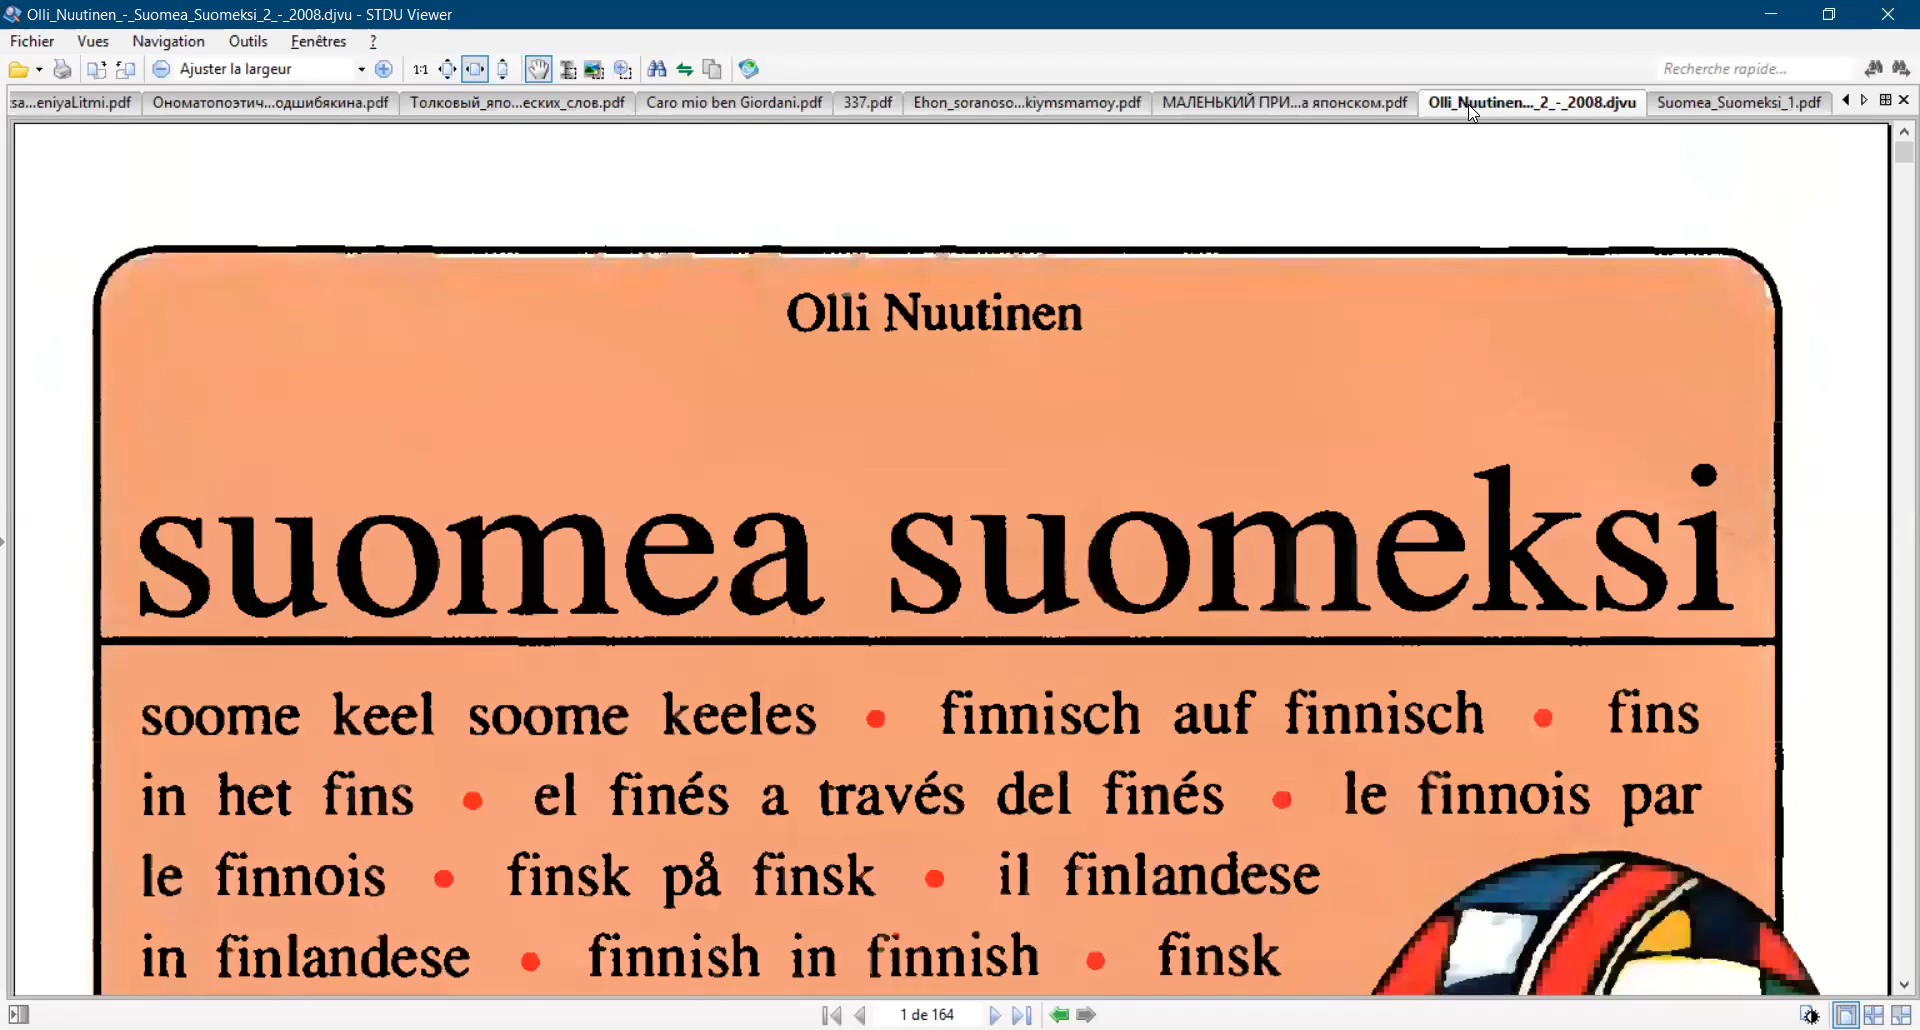 Olli_Nuutinen_-_Suomea_Suomeksi_2_-_2008.djvu - STDU Viewer
Fichier Vues Navigation Outils Fenêtres ?
Ajuster la largeur 1:1 Recherche rapide...
sa...eniyaLitmi.pdf Ономатопоэтич...одшибякина.pdf Толковый_япо...еских_слов.pdf Caro mio ben Giordani.pdf 337.pdf Ehon_soranoso...kiymsmamoy.pdf МАЛЕНЬКИЙ ПРИ...а японском.pdf Olli_Nuutinen..._2_-_2008.djvu Suomea_Suomeksi_1.pdf
Olli Nuutinen
suomea suomeksi
soome keel soome keeles • finnisch auf finnisch • fins
in het fins • el finés a través del finés • le finnois par
le finnois • finsk på finsk • il finlandese
in finlandese • finnish in finnish • finsk
1 de 164